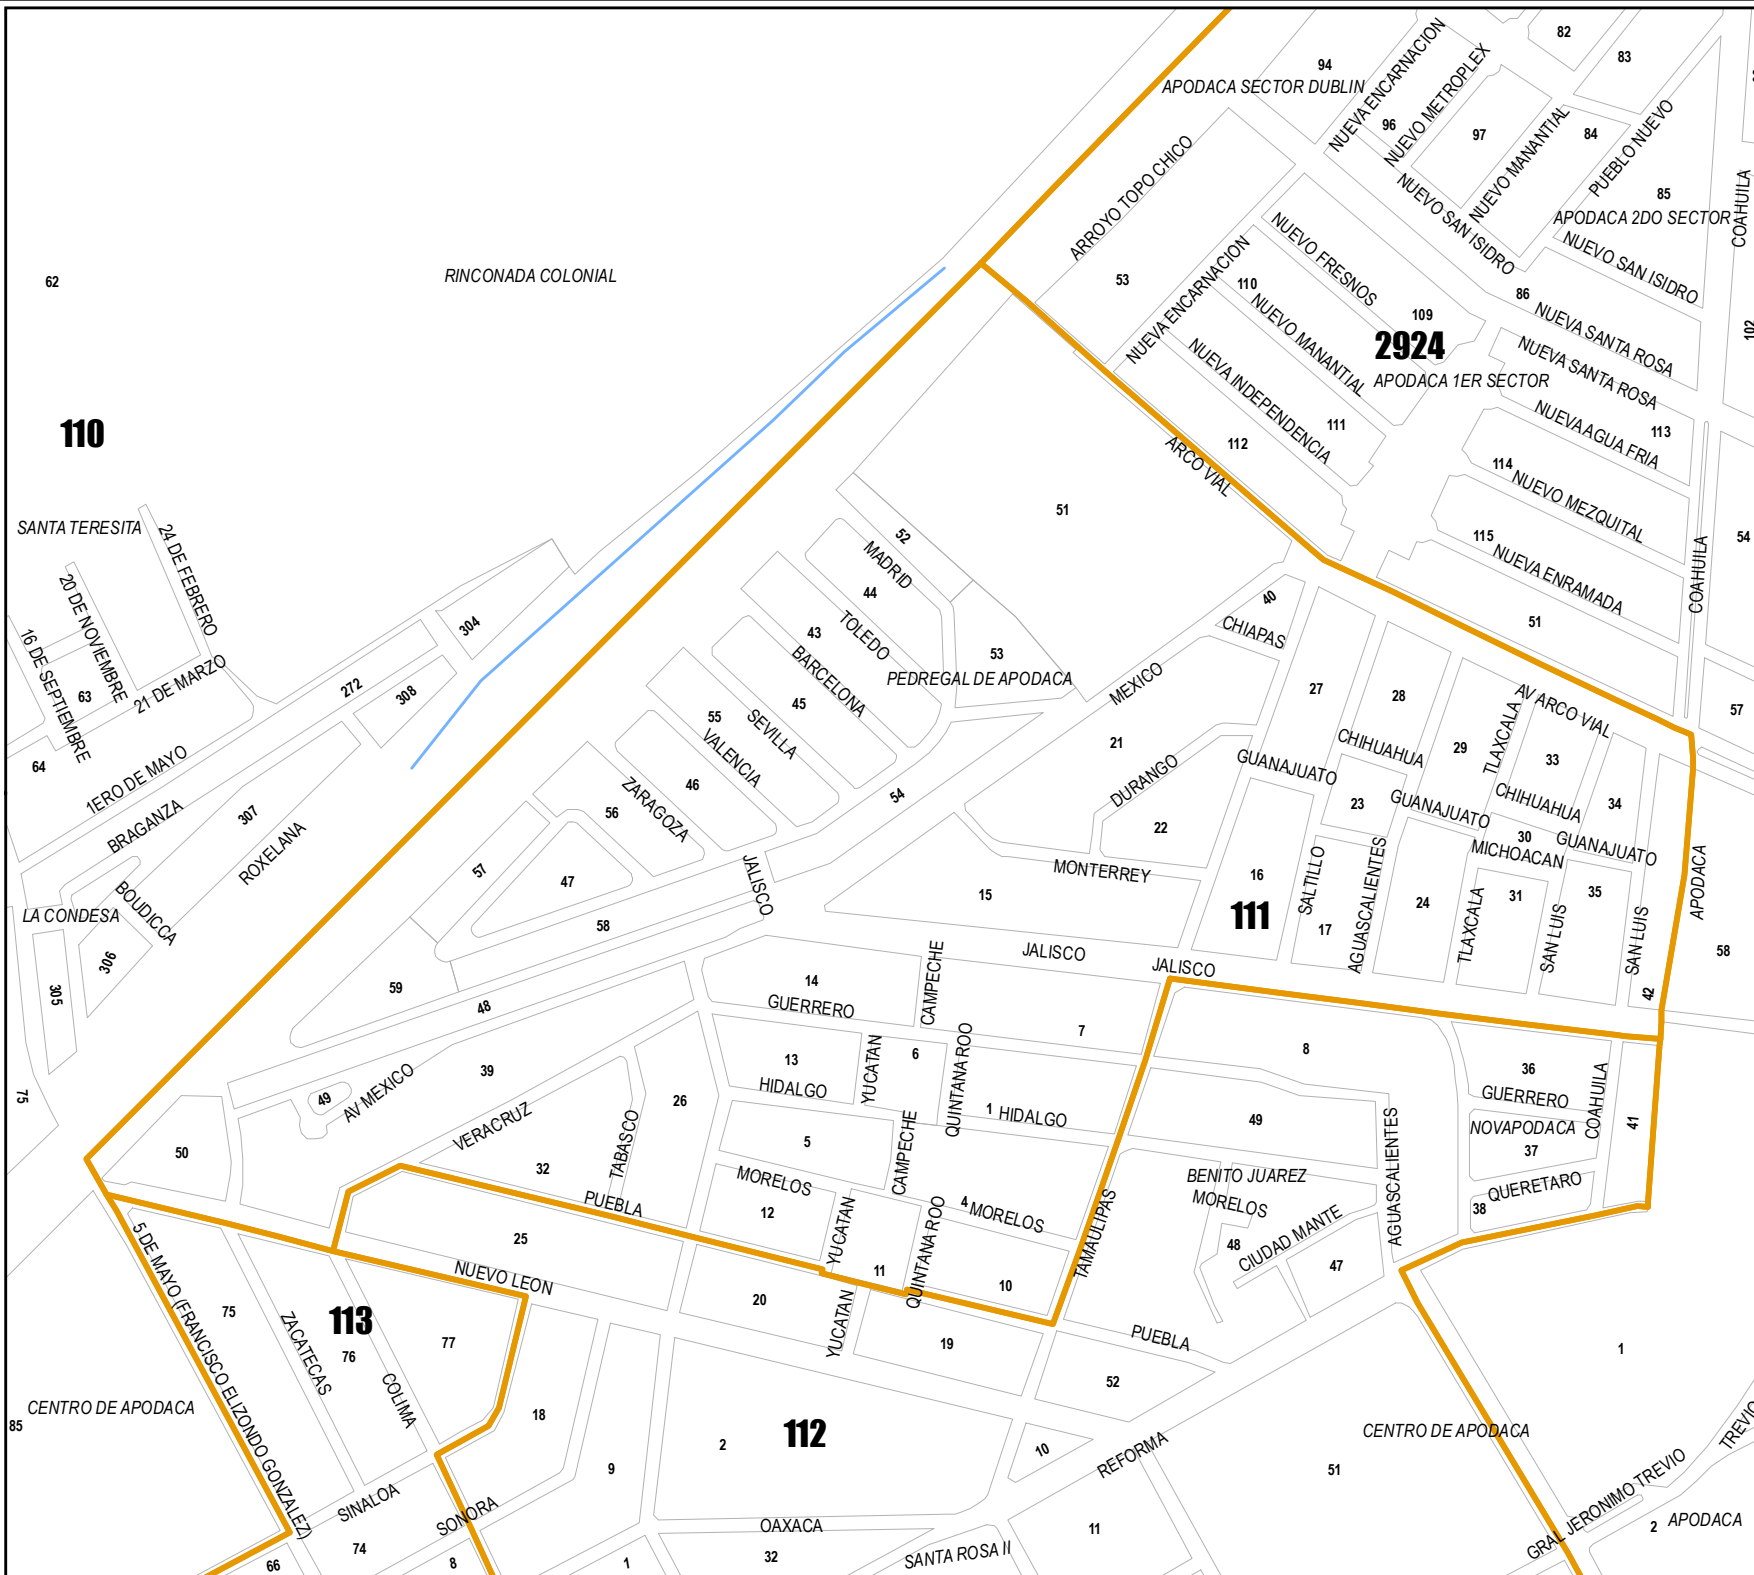 82
83
94
APODACA SECTOR DUBLIN
NUEVA ENCARNACION
96
NUEVO METROPLEX
97
NUEVO MANANTIAL
84
PUEBLO NUEVO
85
APODACA 2DO SECTOR
COAHUILA
ARROYO TOPO CHICO
NUEVO SAN ISIDRO
NUEVO SAN ISIDRO
62
RINCONADA COLONIAL
53
NUEVA ENCARNACION
110
NUEVO FRESNOS
109
86
NUEVA SANTA ROSA
102
2924
NUEVO MANANTIAL
NUEVA SANTA ROSA
APODACA 1ER SECTOR
NUEVA INDEPENDENCIA
111
112
ARCO VIAL
110
NUEVA AGUA FRIA
113
114
NUEVO MEZQUITAL
115
NUEVA ENRAMADA
54
COAHUILA
51
51
52
SANTA TERESITA
24 DE FEBRERO
20 DE NOVIEMBRE
16 DE SEPTIEMBRE
63
21 DE MARZO
64
304
272
308
MADRID
44
TOLEDO
43
BARCELONA
53
PEDREGAL DE APODACA
45
55
SEVILLA
VALENCIA
46
ZARAGOZA
56
57
47
58
59
54
MEXICO
40
CHIAPAS
27
28
21
DURANGO
22
GUANAJUATO
CHIHUAHUA
29
TLAXCALA
AV ARCO VIAL
33
57
23
GUANAJUATO
CHIHUAHUA
34
30
GUANAJUATO
MICHOACAN
1ERO DE MAYO
BRAGANZA
307
ROXELANA
BOUDICCA
LA CONDESA
306
305
75
JALISCO
MONTERREY
15
16
111
SALTILLO
17
AGUASCALIENTES
24
TLAXCALA
31
SAN LUIS
35
SAN LUIS
42
APODACA
58
JALISCO
JALISCO
48
14
GUERRERO
CAMPECHE
7
13
HIDALGO
YUCATAN
6
QUINTANA ROO
1
HIDALGO
39
49
AV MEXICO
VERACRUZ
26
TABASCO
32
50
5
CAMPECHE
MORELOS
12
YUCATAN
4
MORELOS
QUINTANA ROO
11
10
TAMAULIPAS
8
49
36
GUERRERO
COAHUILA
NOVAPODACA
37
41
QUERETARO
38
BENITO JUAREZ
MORELOS
48
CIUDAD MANTE
47
AGUASCALIENTES
PUEBLA
25
NUEVO LEON
20
YUCATAN
19
PUEBLA
52
1
5 DE MAYO (FRANCISCO ELIZONDO GONZALEZ)
75
ZACATECAS
113
76
77
COLIMA
CENTRO DE APODACA
85
18
112
2
9
10
REFORMA
CENTRO DE APODACA
51
TREVIO
GRAL JERONIMO TREVIO
2
APODACA
SINALOA
SONORA
OAXACA
11
66
74
8
1
32
SANTA ROSA II